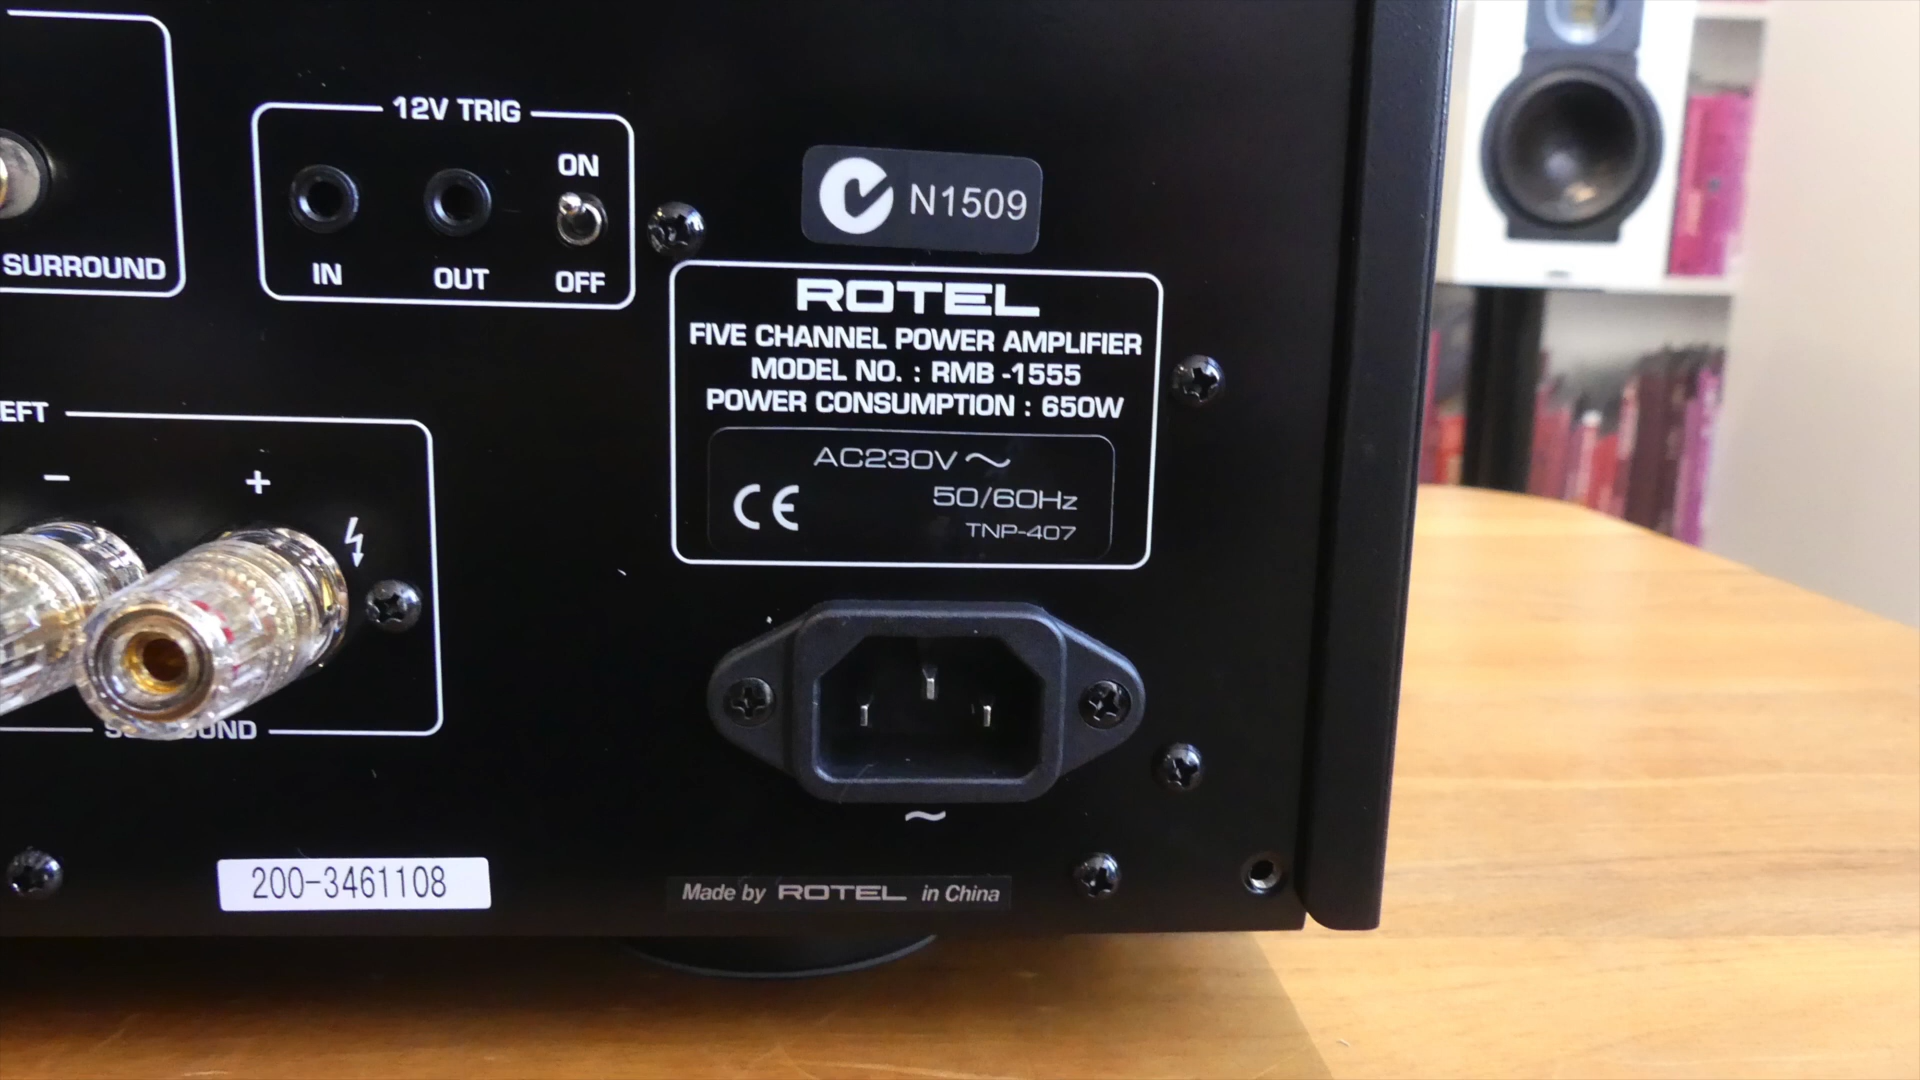 12V TRIG
ON
IN
OUT
OFF
SURROUND
N1509
ROTEL
FIVE CHANNEL POWER AMPLIFIER
MODEL NO. : RMB -1555
POWER CONSUMPTION : 650W
AC230V~
CE
50/60Hz
TNP-407
EFT
- +
~
200-3461108
Made by ROTEL in China